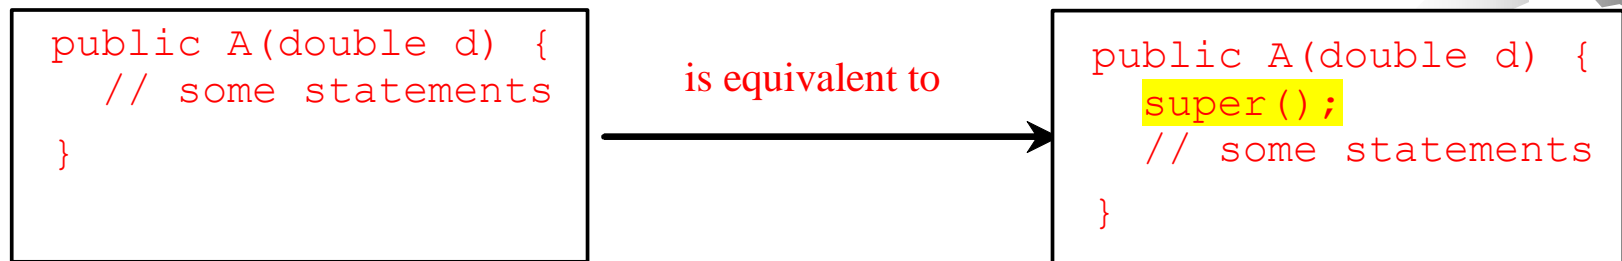 public A(double d) {
// some statements
}
is equivalent to
public A(double d) {
super();
// some statements
}